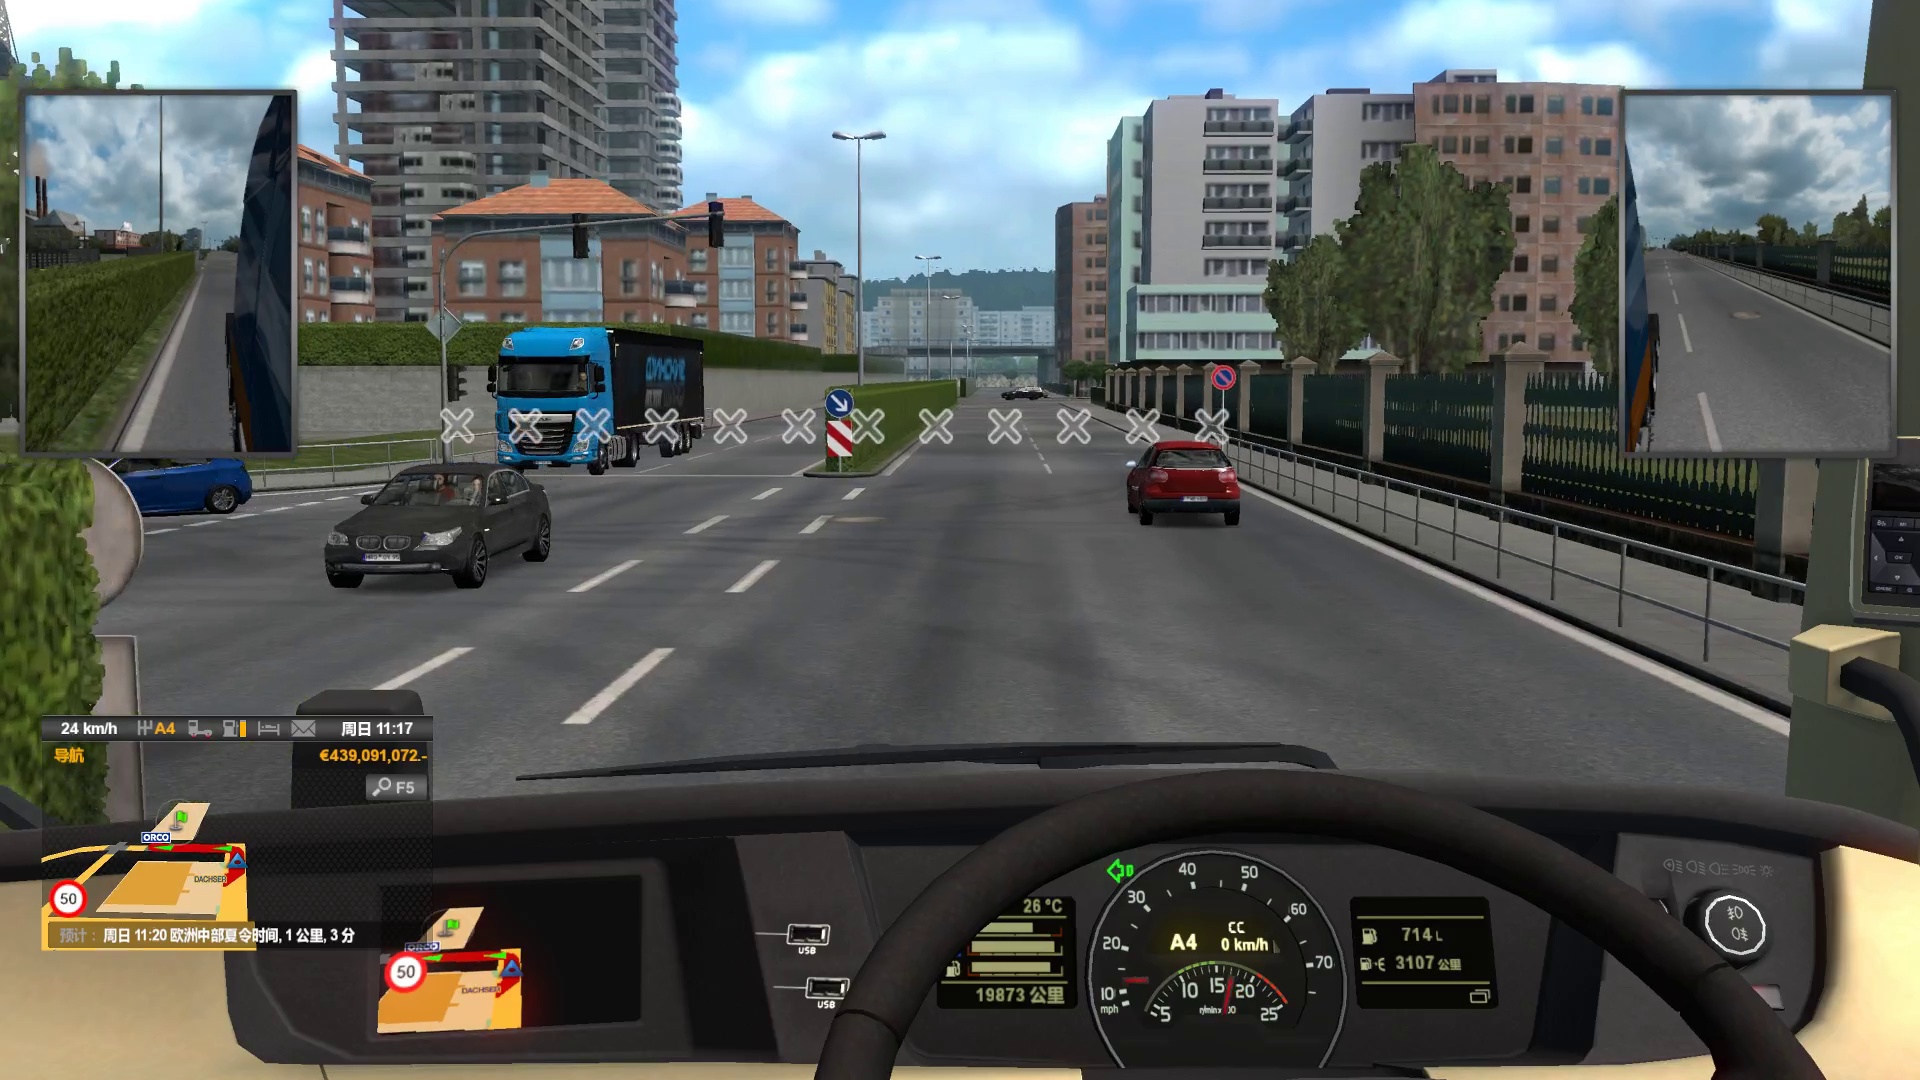 24 km/h A4 周日 11:17
导航 €439,091,072.-
F5
ORCO
DACHSER
50
预计： 周日 11:20 欧洲中部夏令时间, 1 公里, 3 分
ORCO
50
DACHSER
USB
USB
26 °C
19873 公里
10 20 30 40 50 60 70
mph
CC
A4 0 km/h
5 10 15 20 25
714 L
3107 公里